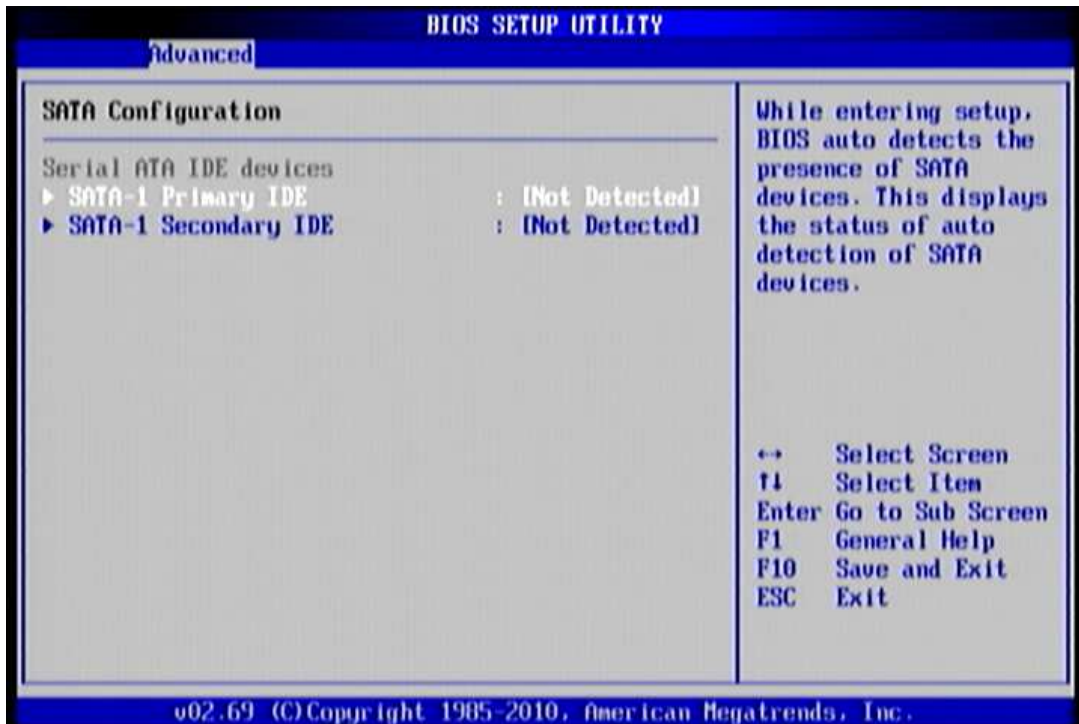 BIOS SETUP UTILITY
Advanced
SATA Configuration
Serial ATA IDE devices
▶ SATA-1 Primary IDE : [Not Detected]
▶ SATA-1 Secondary IDE : [Not Detected]
While entering setup,
BIOS auto detects the
presence of SATA
devices. This displays
the status of auto
detection of SATA
devices.
↔ Select Screen
↑↓ Select Item
Enter Go to Sub Screen
F1 General Help
F10 Save and Exit
ESC Exit
v02.69 (C)Copyright 1985-2010, American Megatrends, Inc.